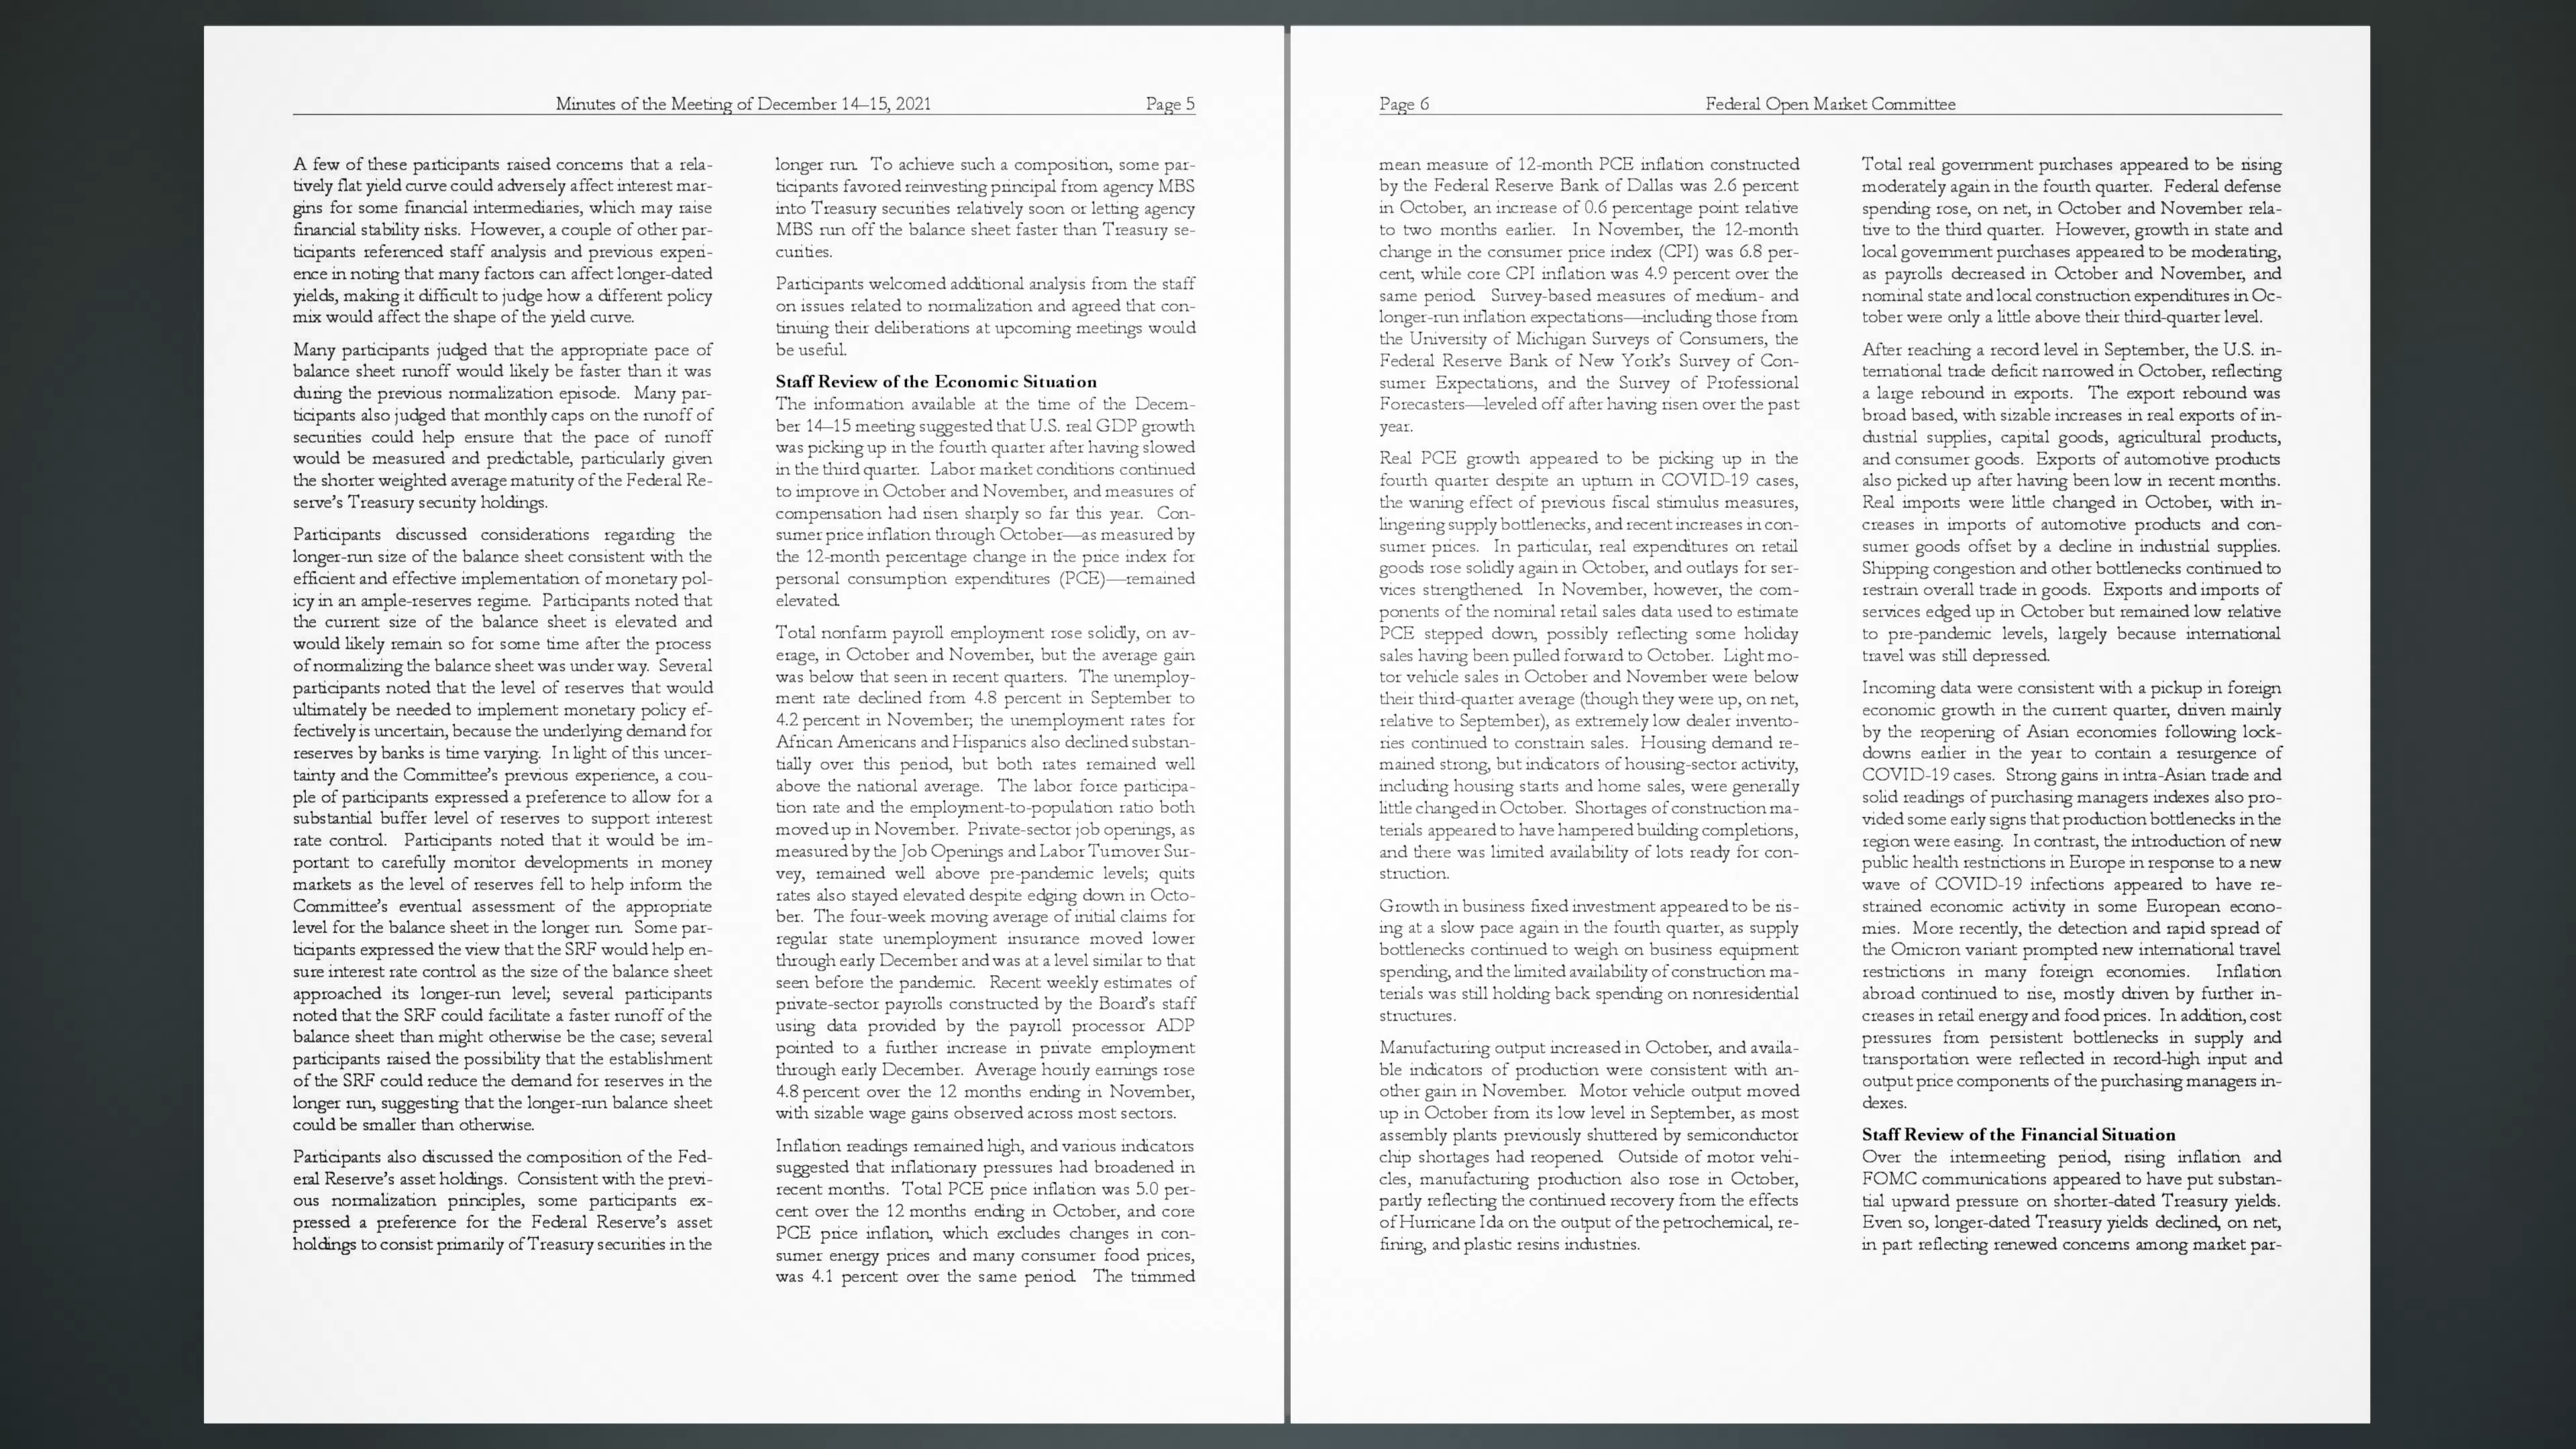 Minutes of the Meeting of December 14–15, 2021 Page 5
A few of these participants raised concerns that a rela-
tively flat yield curve could adversely affect interest mar-
gins for some financial intermediaries, which may raise
financial stability risks. However, a couple of other par-
ticipants referenced staff analysis and previous experi-
ence in noting that many factors can affect longer-dated
yields, making it difficult to judge how a different policy
mix would affect the shape of the yield curve.
Many participants judged that the appropriate pace of
balance sheet runoff would likely be faster than it was
during the previous normalization episode. Many par-
ticipants also judged that monthly caps on the runoff of
securities could help ensure that the pace of runoff
would be measured and predictable, particularly given
the shorter weighted average maturity of the Federal Re-
serve's Treasury security holdings.
Participants discussed considerations regarding the
longer-run size of the balance sheet consistent with the
efficient and effective implementation of monetary pol-
icy in an ample-reserves regime. Participants noted that
the current size of the balance sheet is elevated and
would likely remain so for some time after the process
of normalizing the balance sheet was under way. Several
participants noted that the level of reserves that would
ultimately be needed to implement monetary policy ef-
fectively is uncertain, because the underlying demand for
reserves by banks is time varying. In light of this uncer-
tainty and the Committee's previous experience, a cou-
ple of participants expressed a preference to allow for a
substantial buffer level of reserves to support interest
rate control. Participants noted that it would be im-
portant to carefully monitor developments in money
markets as the level of reserves fell to help inform the
Committee's eventual assessment of the appropriate
level for the balance sheet in the longer run. Some par-
ticipants expressed the view that the SRF would help en-
sure interest rate control as the size of the balance sheet
approached its longer-run level; several participants
noted that the SRF could facilitate a faster runoff of the
balance sheet than might otherwise be the case; several
participants raised the possibility that the establishment
of the SRF could reduce the demand for reserves in the
longer run, suggesting that the longer-run balance sheet
could be smaller than otherwise.
Participants also discussed the composition of the Fed-
eral Reserve's asset holdings. Consistent with the previ-
ous normalization principles, some participants ex-
pressed a preference for the Federal Reserve's asset
holdings to consist primarily of Treasury securities in the
longer run. To achieve such a composition, some par-
ticipants favored reinvesting principal from agency MBS
into Treasury securities relatively soon or letting agency
MBS run off the balance sheet faster than Treasury se-
curities.
Participants welcomed additional analysis from the staff
on issues related to normalization and agreed that con-
tinuing their deliberations at upcoming meetings would
be useful.
Staff Review of the Economic Situation
The information available at the time of the Decem-
ber 14–15 meeting suggested that U.S. real GDP growth
was picking up in the fourth quarter after having slowed
in the third quarter. Labor market conditions continued
to improve in October and November, and measures of
compensation had risen sharply so far this year. Con-
sumer price inflation through October—as measured by
the 12-month percentage change in the price index for
personal consumption expenditures (PCE)—remained
elevated.
Total nonfarm payroll employment rose solidly, on av-
erage, in October and November, but the average gain
was below that seen in recent quarters. The unemploy-
ment rate declined from 4.8 percent in September to
4.2 percent in November; the unemployment rates for
African Americans and Hispanics also declined substan-
tially over this period, but both rates remained well
above the national average. The labor force participa-
tion rate and the employment-to-population ratio both
moved up in November. Private-sector job openings, as
measured by the Job Openings and Labor Turnover Sur-
vey, remained well above pre-pandemic levels; quits
rates also stayed elevated despite edging down in Octo-
ber. The four-week moving average of initial claims for
regular state unemployment insurance moved lower
through early December and was at a level similar to that
seen before the pandemic. Recent weekly estimates of
private-sector payrolls constructed by the Board's staff
using data provided by the payroll processor ADP
pointed to a further increase in private employment
through early December. Average hourly earnings rose
4.8 percent over the 12 months ending in November,
with sizable wage gains observed across most sectors.
Inflation readings remained high, and various indicators
suggested that inflationary pressures had broadened in
recent months. Total PCE price inflation was 5.0 per-
cent over the 12 months ending in October, and core
PCE price inflation, which excludes changes in con-
sumer energy prices and many consumer food prices,
was 4.1 percent over the same period. The trimmed
Page 6 Federal Open Market Committee
mean measure of 12-month PCE inflation constructed
by the Federal Reserve Bank of Dallas was 2.6 percent
in October, an increase of 0.6 percentage point relative
to two months earlier. In November, the 12-month
change in the consumer price index (CPI) was 6.8 per-
cent, while core CPI inflation was 4.9 percent over the
same period. Survey-based measures of medium- and
longer-run inflation expectations—including those from
the University of Michigan Surveys of Consumers, the
Federal Reserve Bank of New York's Survey of Con-
sumer Expectations, and the Survey of Professional
Forecasters—leveled off after having risen over the past
year.
Real PCE growth appeared to be picking up in the
fourth quarter despite an upturn in COVID-19 cases,
the waning effect of previous fiscal stimulus measures,
lingering supply bottlenecks, and recent increases in con-
sumer prices. In particular, real expenditures on retail
goods rose solidly again in October, and outlays for ser-
vices strengthened. In November, however, the com-
ponents of the nominal retail sales data used to estimate
PCE stepped down, possibly reflecting some holiday
sales having been pulled forward to October. Light mo-
tor vehicle sales in October and November were below
their third-quarter average (though they were up, on net,
relative to September), as extremely low dealer invento-
ries continued to constrain sales. Housing demand re-
mained strong, but indicators of housing-sector activity,
including housing starts and home sales, were generally
little changed in October. Shortages of construction ma-
terials appeared to have hampered building completions,
and there was limited availability of lots ready for con-
struction.
Growth in business fixed investment appeared to be ris-
ing at a slow pace again in the fourth quarter, as supply
bottlenecks continued to weigh on business equipment
spending, and the limited availability of construction ma-
terials was still holding back spending on nonresidential
structures.
Manufacturing output increased in October, and availa-
ble indicators of production were consistent with an-
other gain in November. Motor vehicle output moved
up in October from its low level in September, as most
assembly plants previously shuttered by semiconductor
chip shortages had reopened. Outside of motor vehi-
cles, manufacturing production also rose in October,
partly reflecting the continued recovery from the effects
of Hurricane Ida on the output of the petrochemical, re-
fining, and plastic resins industries.
Total real government purchases appeared to be rising
moderately again in the fourth quarter. Federal defense
spending rose, on net, in October and November rela-
tive to the third quarter. However, growth in state and
local government purchases appeared to be moderating,
as payrolls decreased in October and November, and
nominal state and local construction expenditures in Oc-
tober were only a little above their third-quarter level.
After reaching a record level in September, the U.S. in-
ternational trade deficit narrowed in October, reflecting
a large rebound in exports. The export rebound was
broad based, with sizable increases in real exports of in-
dustrial supplies, capital goods, agricultural products,
and consumer goods. Exports of automotive products
also picked up after having been low in recent months.
Real imports were little changed in October, with in-
creases in imports of automotive products and con-
sumer goods offset by a decline in industrial supplies.
Shipping congestion and other bottlenecks continued to
restrain overall trade in goods. Exports and imports of
services edged up in October but remained low relative
to pre-pandemic levels, largely because international
travel was still depressed.
Incoming data were consistent with a pickup in foreign
economic growth in the current quarter, driven mainly
by the reopening of Asian economies following lock-
downs earlier in the year to contain a resurgence of
COVID-19 cases. Strong gains in intra-Asian trade and
solid readings of purchasing managers indexes also pro-
vided some early signs that production bottlenecks in the
region were easing. In contrast, the introduction of new
public health restrictions in Europe in response to a new
wave of COVID-19 infections appeared to have re-
strained economic activity in some European econo-
mies. More recently, the detection and rapid spread of
the Omicron variant prompted new international travel
restrictions in many foreign economies. Inflation
abroad continued to rise, mostly driven by further in-
creases in retail energy and food prices. In addition, cost
pressures from persistent bottlenecks in supply and
transportation were reflected in record-high input and
output price components of the purchasing managers in-
dexes.
Staff Review of the Financial Situation
Over the intermeeting period, rising inflation and
FOMC communications appeared to have put substan-
tial upward pressure on shorter-dated Treasury yields.
Even so, longer-dated Treasury yields declined, on net,
in part reflecting renewed concerns among market par-